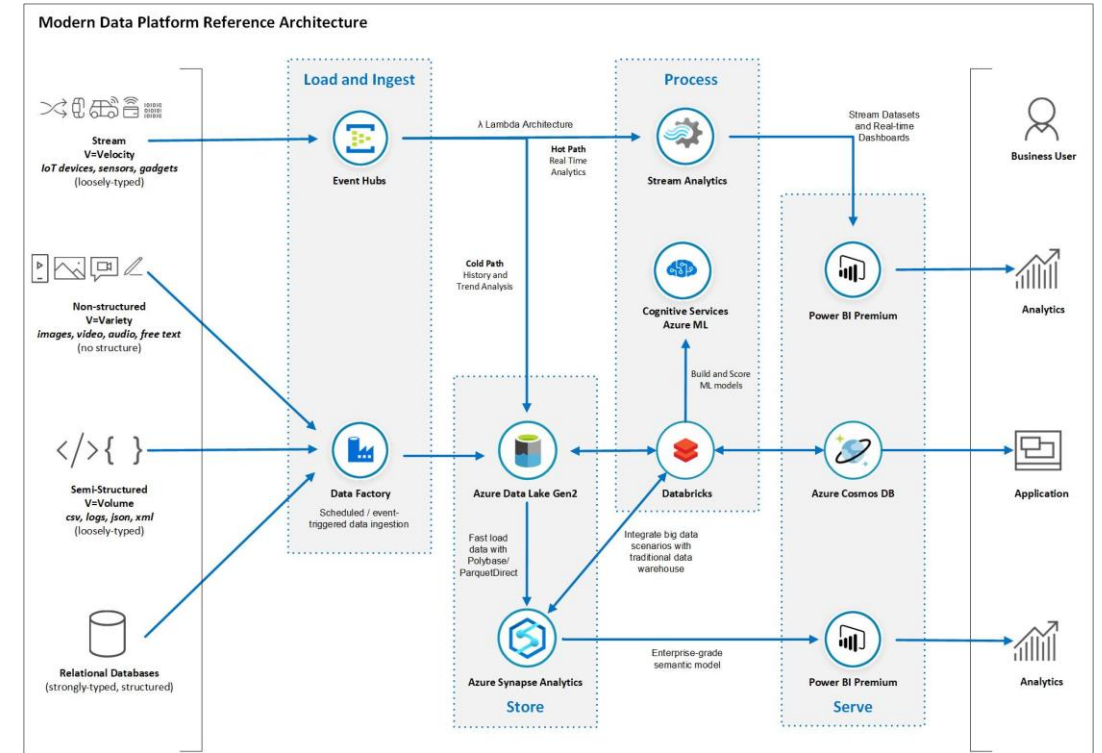 Modern Data Platform Reference Architecture
Load and Ingest
Process
Stream
V=Velocity
IoT devices, sensors, gadgets
(loosely-typed)
Event Hubs
λ Lambda Architecture
Hot Path
Real Time
Analytics
Stream Analytics
Stream Datasets
and Real-time
Dashboards
Business User
Non-structured
V=Variety
images, video, audio, free text
(no structure)
Cold Path
History and
Trend Analysis
Cognitive Services
Azure ML
Power BI Premium
Analytics
Build and Score
ML models
Semi-Structured
V=Volume
csv, logs, json, xml
(loosely-typed)
Data Factory
Scheduled / event-
triggered data ingestion
Azure Data Lake Gen2
Databricks
Azure Cosmos DB
Application
Fast load
data with
Polybase/
ParquetDirect
Integrate big data
scenarios with
traditional data
warehouse
Relational Databases
(strongly-typed, structured)
Azure Synapse Analytics
Enterprise-grade
semantic model
Power BI Premium
Analytics
Store
Serve